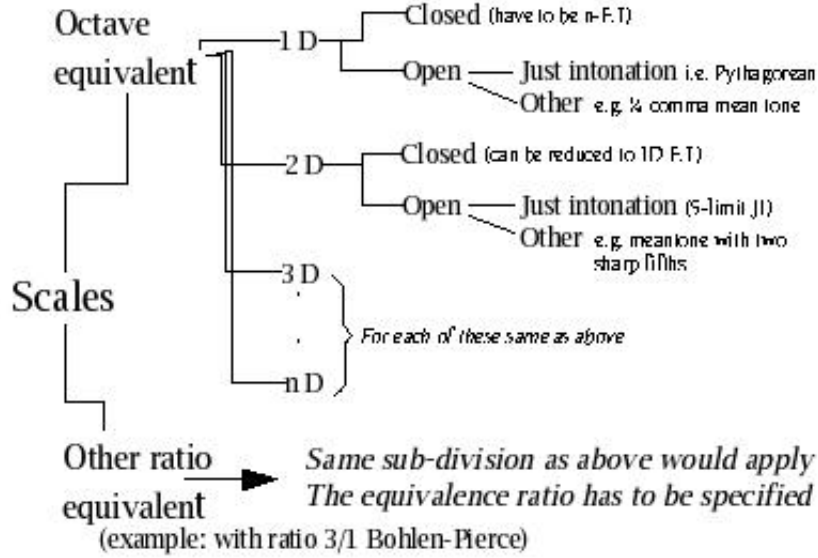 Octave
equivalent
1 D
Closed (have to be n-E.T)
Open
Just intonation i.e. Pythagorean
Other e.g. ¼ comma mean tone
2 D
Closed (can be reduced to 1D E.T)
Open
Just intonation (5-limit JI)
Other e.g. meantone with two
sharp fifths
Scales
3 D
.
.
n D
For each of these same as above
Other ratio
equivalent
Same sub-division as above would apply
The equivalence ratio has to be specified
(example: with ratio 3/1 Bohlen-Pierce)